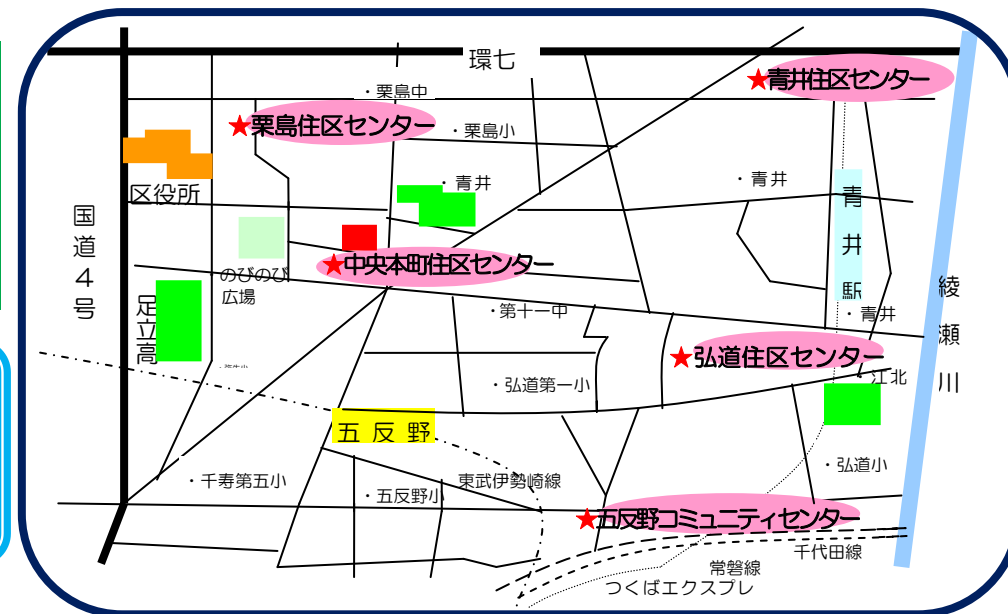 環七
・栗島中
★青井住区センター
★栗島住区センター
・栗島小
・青井
・青井
区役所
国道4号
青井駅
のびのび
広場
★中央本町住区センター
足立高
・第十一中
・青井
綾瀬川
★弘道住区センター
・弘道第一小
江北
五反野
・千寿第五小
東武伊勢崎線
・五反野小
・弘道小
★五反野コミュニティセンター
千代田線
常磐線
つくばエクスプレ